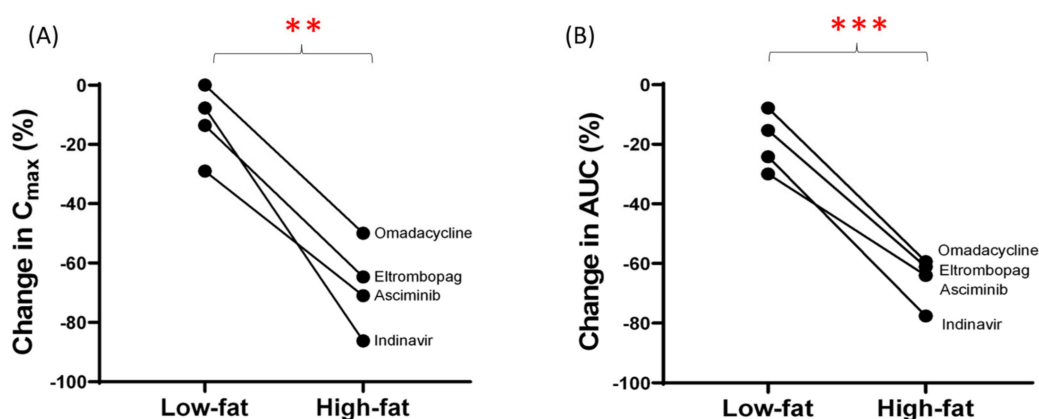 (A)
**
Change in Cmax (%)
0
-20
-40
-60
-80
-100
Omadacycline
Eltrombopag
Asciminib
Indinavir
Low-fat High-fat
(B)
***
Change in AUC (%)
0
-20
-40
-60
-80
-100
Omadacycline
Eltrombopag
Asciminib
Indinavir
Low-fat High-fat